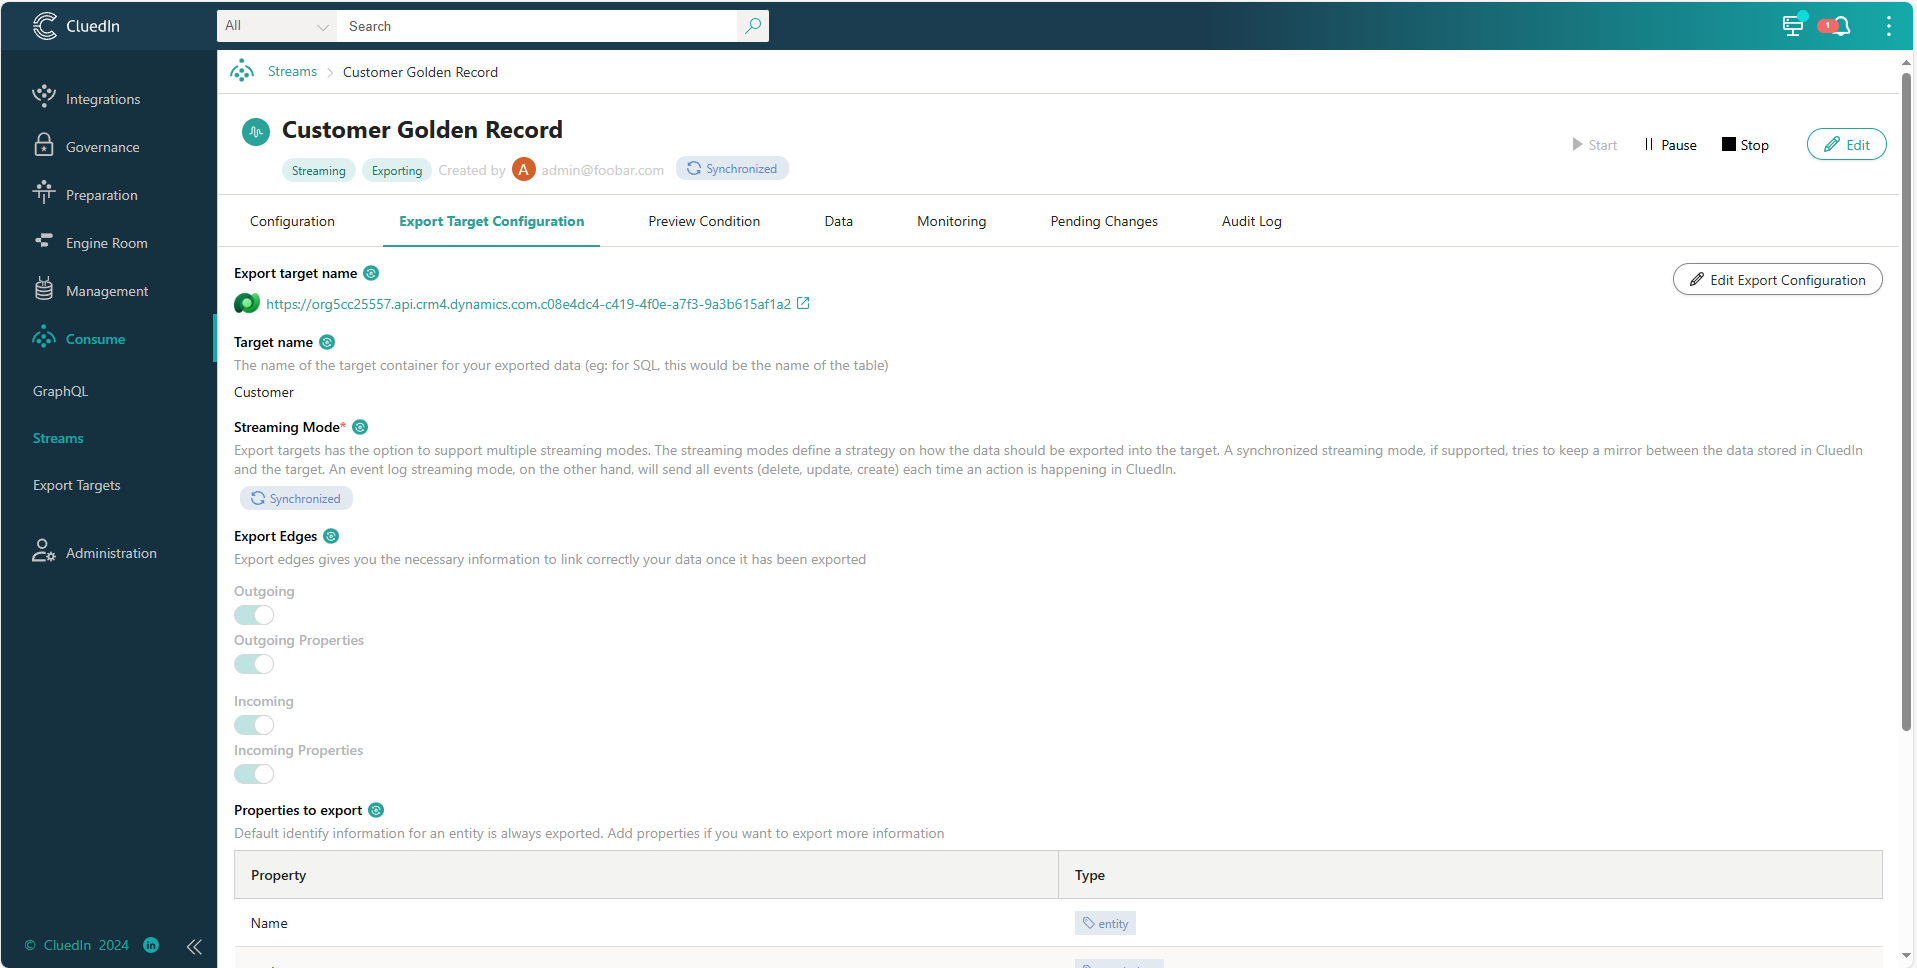 CluedIn
All
Search
1
Integrations
Governance
Preparation
Engine Room
Management
Consume
GraphQL
Streams
Export Targets
Administration
© CluedIn 2024 in
Streams > Customer Golden Record
Customer Golden Record
Streaming Exporting Created by A admin@foobar.com Synchronized
Start Pause Stop Edit
Configuration Export Target Configuration Preview Condition Data Monitoring Pending Changes Audit Log
Export target name
Edit Export Configuration
https://org5cc25557.api.crm4.dynamics.com.c08e4dc4-c419-4f0e-a7f3-9a3b615af1a2
Target name
The name of the target container for your exported data (eg: for SQL, this would be the name of the table)
Customer
Streaming Mode*
Export targets has the option to support multiple streaming modes. The streaming modes define a strategy on how the data should be exported into the target. A synchronized streaming mode, if supported, tries to keep a mirror between the data stored in CluedIn
and the target. An event log streaming mode, on the other hand, will send all events (delete, update, create) each time an action is happening in CluedIn.
Synchronized
Export Edges
Export edges gives you the necessary information to link correctly your data once it has been exported
Outgoing
Outgoing Properties
Incoming
Incoming Properties
Properties to export
Default identify information for an entity is always exported. Add properties if you want to export more information
Property Type
Name entity